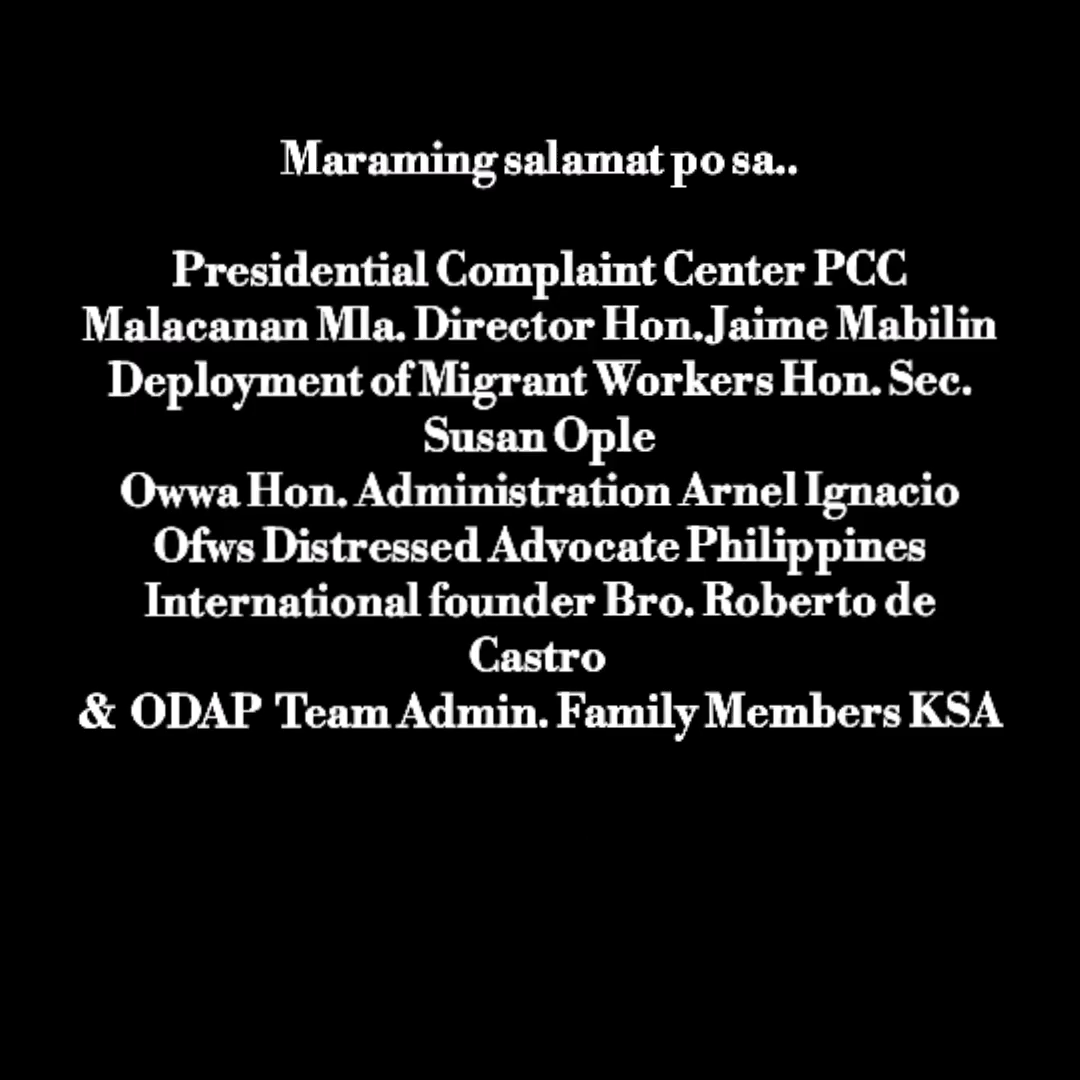 Maraming salamat po sa..
Presidential Complaint Center PCC
Malacanan Mla. Director Hon.Jaime Mabilin
Deployment of Migrant Workers Hon. Sec.
Susan Ople
Owwa Hon. Administration Arnel Ignacio
Ofws Distressed Advocate Philippines
International founder Bro. Roberto de
Castro
& ODAP Team Admin. Family Members KSA